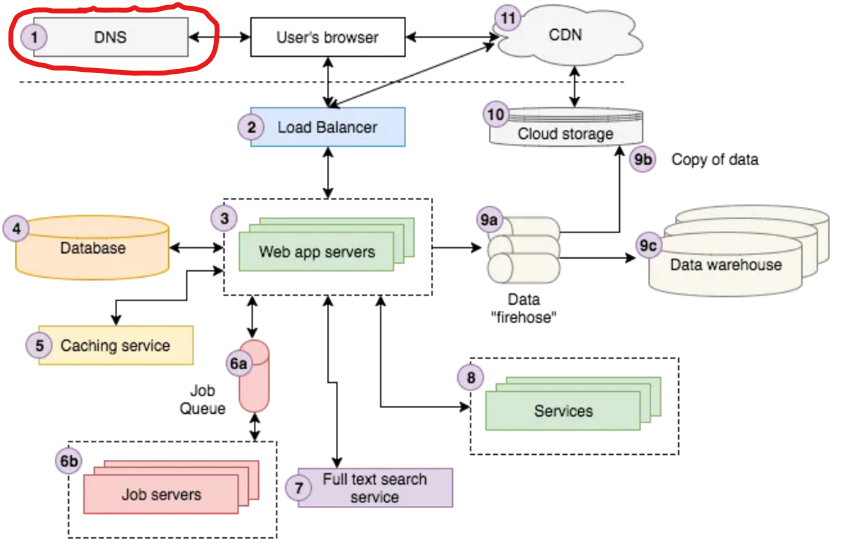 1
DNS
User's browser
11
CDN
2
Load Balancer
10
Cloud storage
9b
Copy of data
3
Web app servers
4
Database
9a
Data
"firehose"
9c
Data warehouse
5
Caching service
6a
Job
Queue
8
Services
6b
Job servers
7
Full text search
service